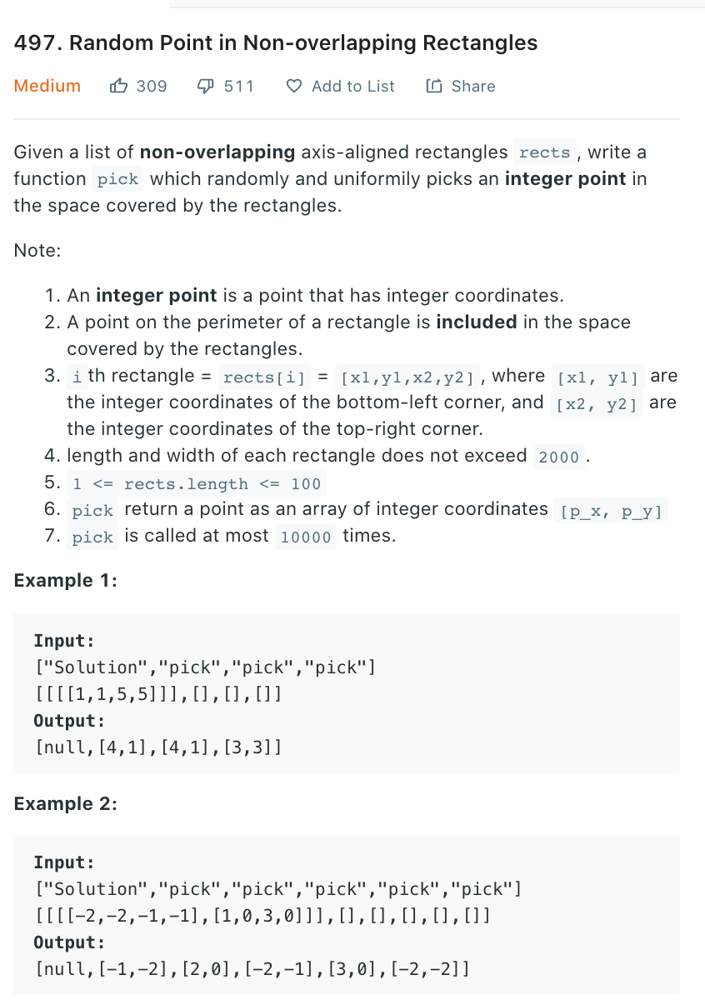 497. Random Point in Non-overlapping Rectangles
Medium 309 511 Add to List Share
Given a list of non-overlapping axis-aligned rectangles rects , write a
function pick which randomly and uniformily picks an integer point in
the space covered by the rectangles.
Note:
1. An integer point is a point that has integer coordinates.
2. A point on the perimeter of a rectangle is included in the space
covered by the rectangles.
3. i th rectangle = rects[i] = [x1,y1,x2,y2] , where [x1, y1] are
the integer coordinates of the bottom-left corner, and [x2, y2] are
the integer coordinates of the top-right corner.
4. length and width of each rectangle does not exceed 2000 .
5. 1 <= rects.length <= 100
6. pick return a point as an array of integer coordinates [p_x, p_y]
7. pick is called at most 10000 times.
Example 1:
Input:
["Solution","pick","pick","pick"]
[[[[1,1,5,5]]],[],[],[]]
Output:
[null,[4,1],[4,1],[3,3]]
Example 2:
Input:
["Solution","pick","pick","pick","pick","pick"]
[[[[-2,-2,-1,-1],[1,0,3,0]]],[],[],[],[],[]]
Output:
[null,[-1,-2],[2,0],[-2,-1],[3,0],[-2,-2]]